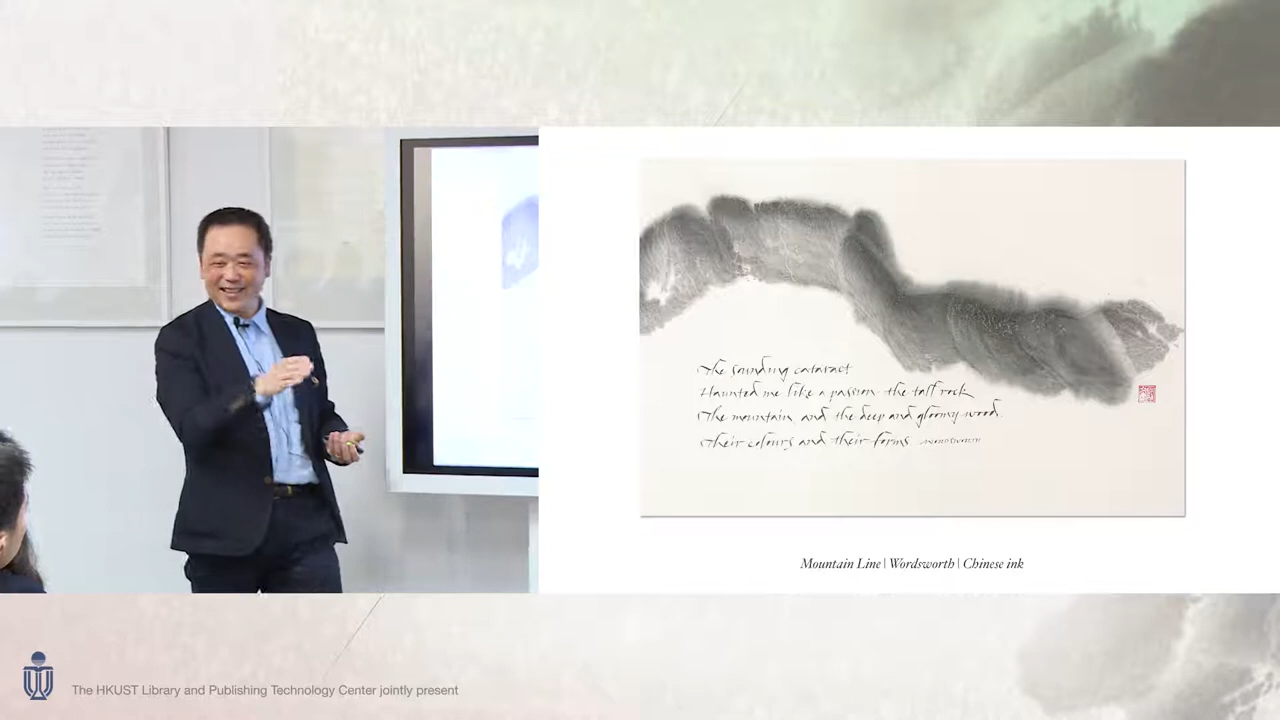 The sounding cataract
Haunted me like a passion the tall rock
The mountain and the deep and gloomy wood
Their colours and their forms wordsworth
Mountain Line | Wordsworth | Chinese ink
The HKUST Library and Publishing Technology Center jointly present